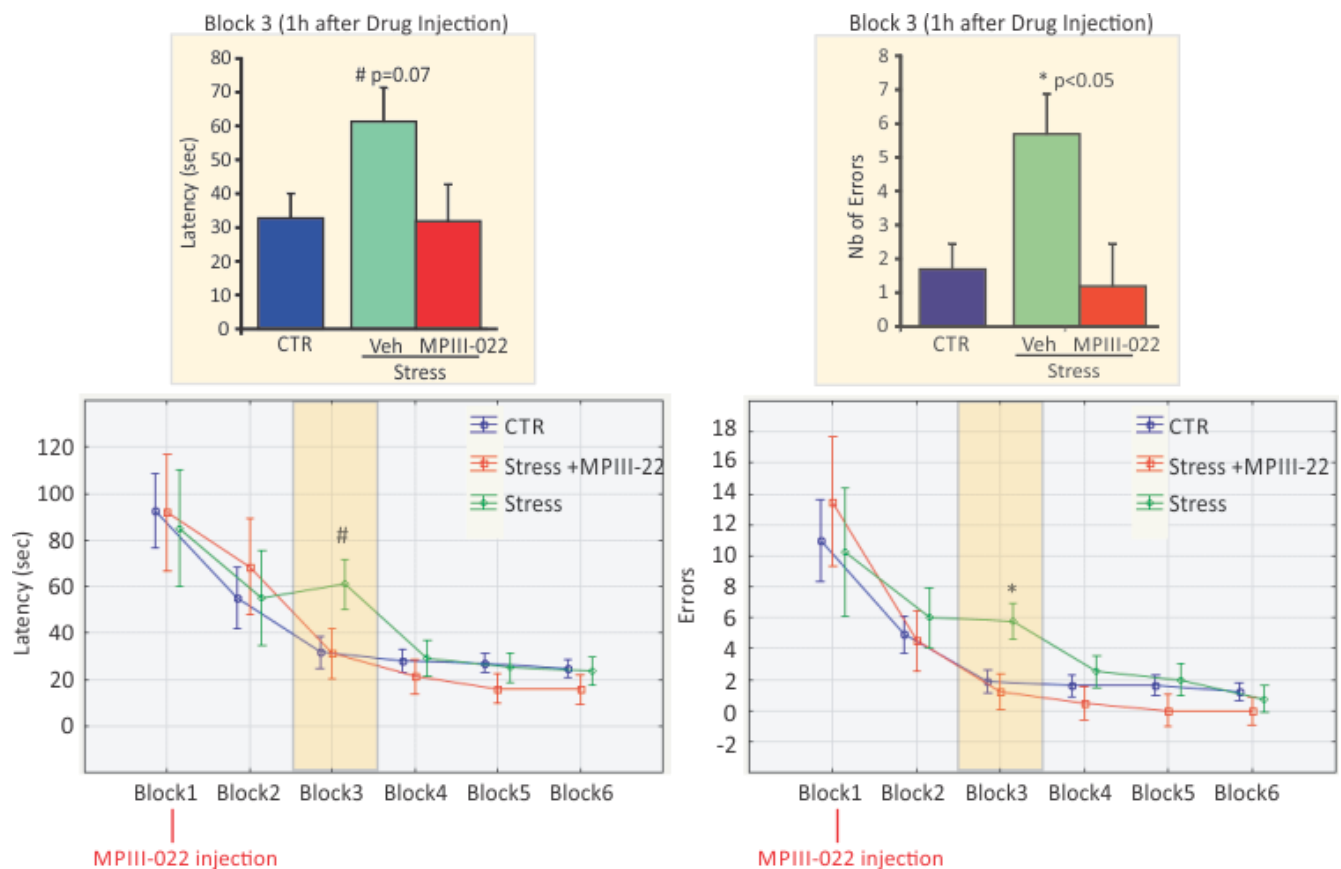 Block 3 (1h after Drug Injection)
80
70
60
50
40
30
20
10
0
Latency (sec)
# p=0.07
CTR
Veh
MPIII-022
Stress
Block 3 (1h after Drug Injection)
8
7
6
5
4
3
2
1
0
Nb of Errors
* p<0.05
CTR
Veh
MPIII-022
Stress
120
100
80
60
40
20
0
Latency (sec)
#
CTR
Stress +MPIII-22
Stress
Block1 Block2 Block3 Block4 Block5 Block6
MPIII-022 injection
18
16
14
12
10
8
6
4
2
0
-2
Errors
*
CTR
Stress +MPIII-22
Stress
Block1 Block2 Block3 Block4 Block5 Block6
MPIII-022 injection